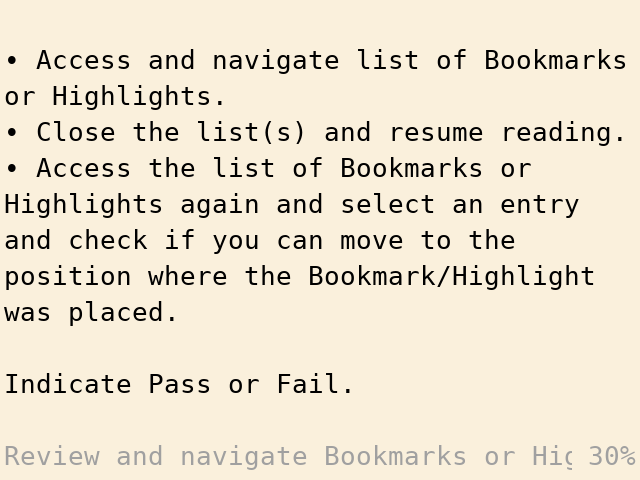 • Access and navigate list of Bookmarks
or Highlights.
• Close the list(s) and resume reading.
• Access the list of Bookmarks or
Highlights again and select an entry
and check if you can move to the
position where the Bookmark/Highlight
was placed.
Indicate Pass or Fail.
Review and navigate Bookmarks or Hig 30%